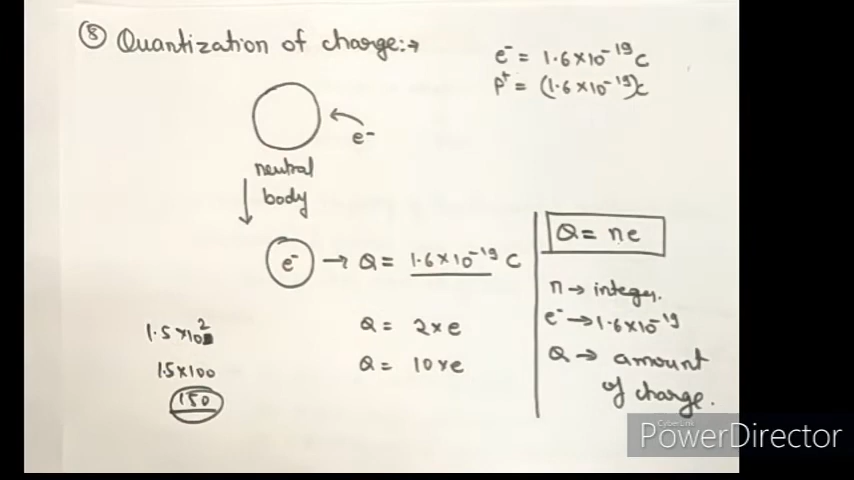 ⑧ Quantization of charge:→
e⁻ = 1.6×10⁻¹⁹ C
p⁺ = (1.6×10⁻¹⁹)c
e⁻
neutral
body
e⁻ → Q = 1.6×10⁻¹⁹ C
Q = 2×e
Q = 10×e
1.5×10²
1.5×100
150
Q = ne
n → integer.
e⁻ → 1.6×10⁻¹⁹
Q → amount
of charge.
CyberLink
PowerDirector